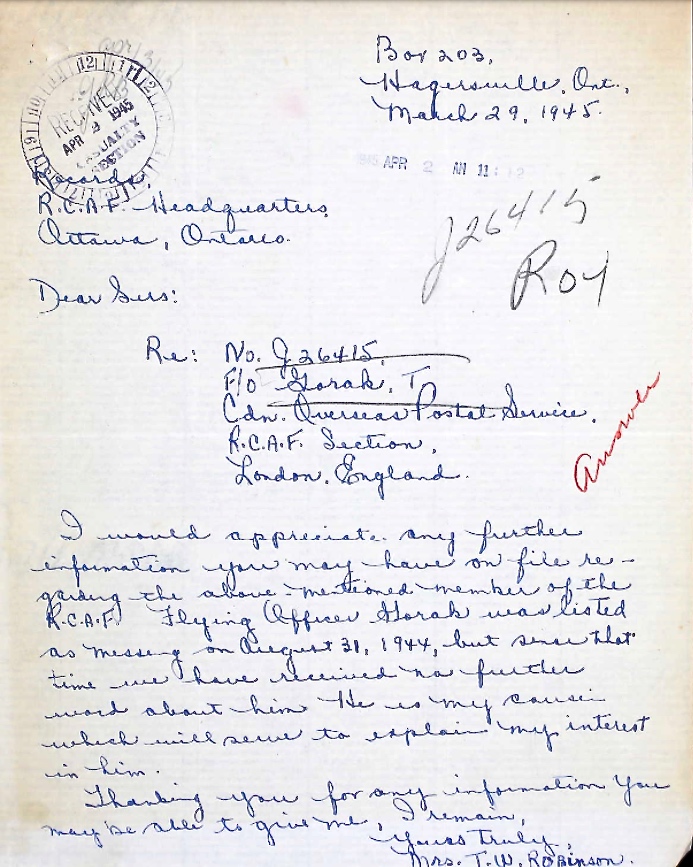 Box 203,
Hagersville, Ont.,
March 29, 1945.
RECEIVED
APR 3 1945
CASUALTY
SECTION
1945 APR 2 AM 11:12
Records,
R.C.A.F. Headquarters,
Ottawa, Ontario.
J26415
Roy
Dear Sirs:
Re: No. J26415,
F/O Gorak, T.
Cdn. Overseas Postal Service,
R.C.A.F. Section,
London, England.
Answer
I would appreciate any further
information you may have on file re-
garding the above-mentioned member of the
R.C.A.F. Flying Officer Gorak was listed
as missing on August 31, 1944, but since that
time we have received no further
word about him. He is my cousin
which will serve to explain my interest
in him.
Thanking you for any information you
may be able to give me, I remain,
Yours truly,
Mrs. T.W. Robinson.